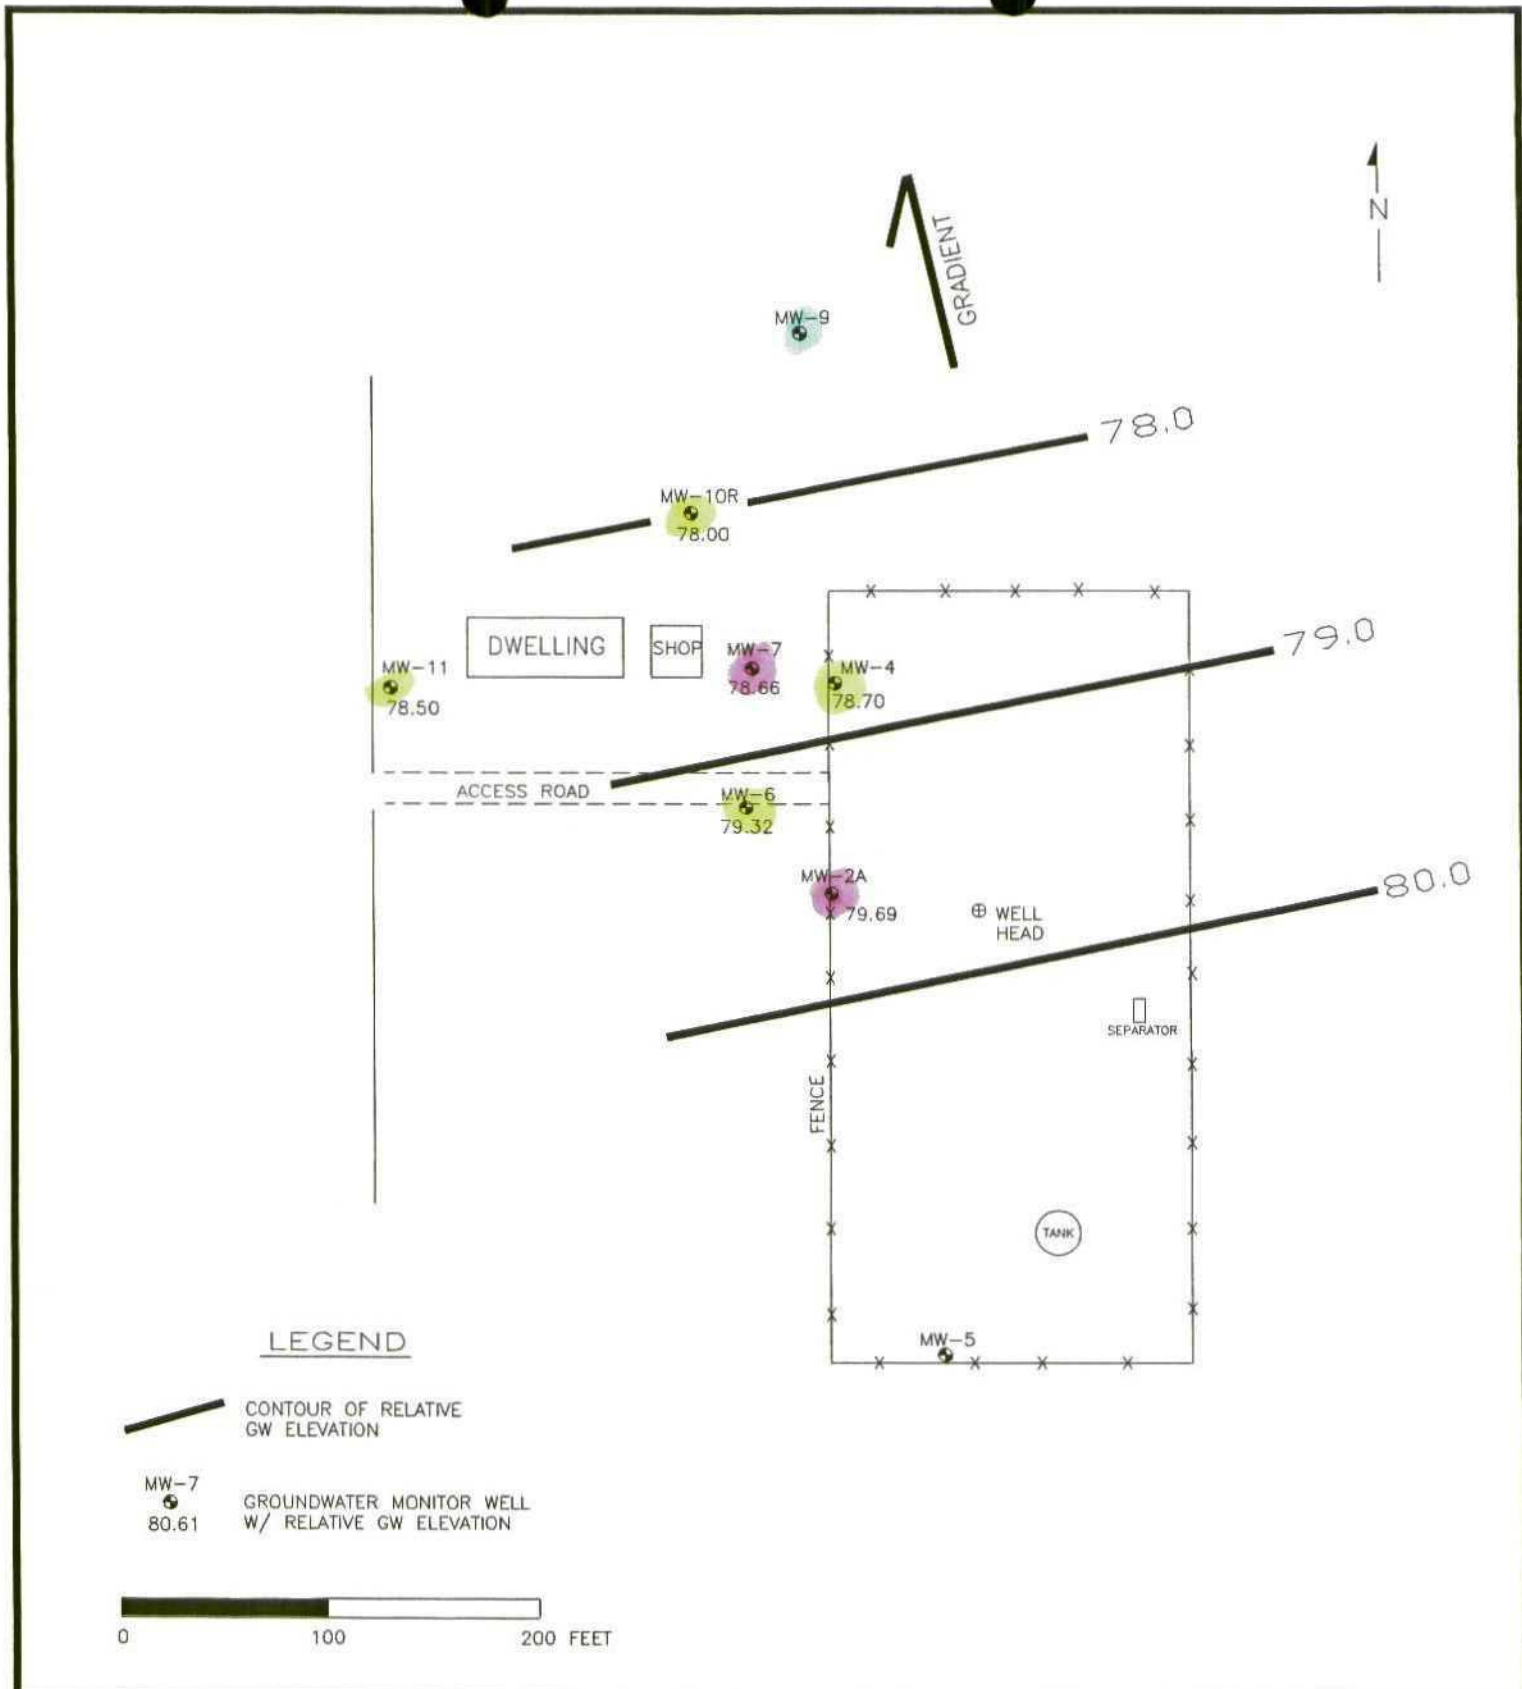 N
GRADIENT
MW-9
78.0
MW-10R
78.00
79.0
DWELLING
SHOP
MW-7
78.66
MW-4
78.70
MW-11
78.50
ACCESS ROAD
MW-6
79.32
MW-2A
79.69
WELL
HEAD
80.0
SEPARATOR
FENCE
TANK
MW-5
LEGEND
CONTOUR OF RELATIVE
GW ELEVATION
MW-7
80.61
GROUNDWATER MONITOR WELL
W/ RELATIVE GW ELEVATION
0 100 200 FEET